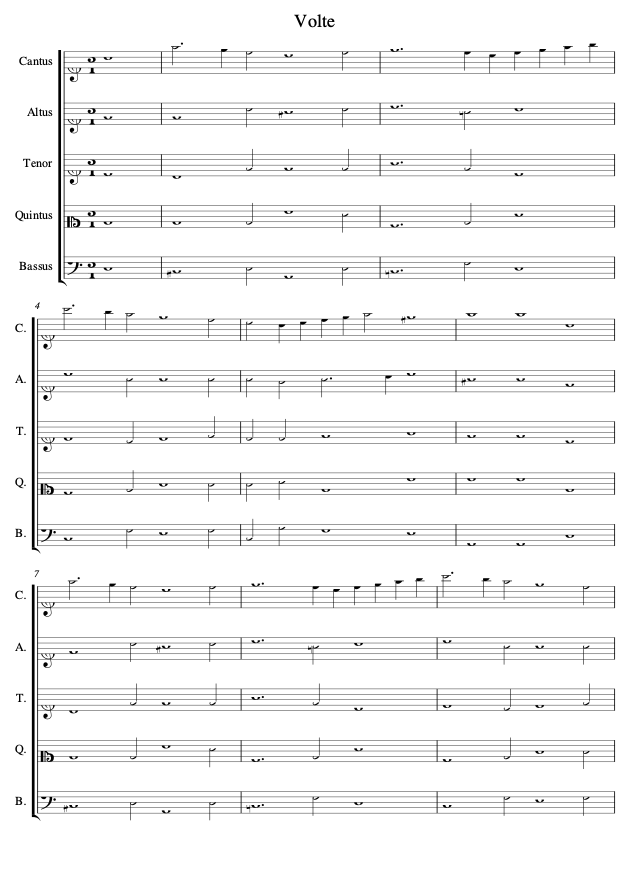 Volte
Cantus
Altus
Tenor
Quintus
Bassus
4
C.
A.
T.
Q.
B.
7
C.
A.
T.
Q.
B.